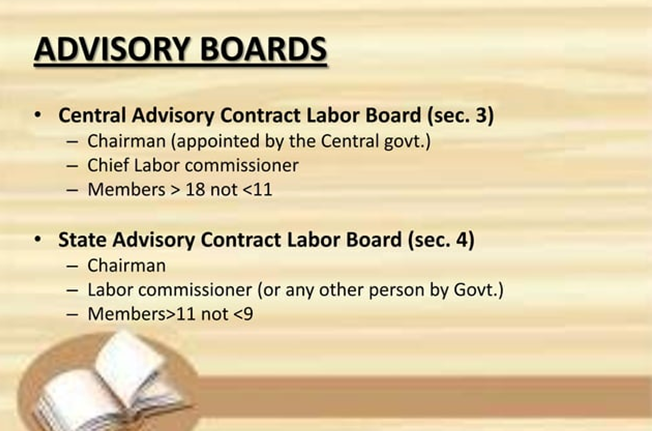 ADVISORY BOARDS
• Central Advisory Contract Labor Board (sec. 3)
– Chairman (appointed by the Central govt.)
– Chief Labor commissioner
– Members > 18 not <11
• State Advisory Contract Labor Board (sec. 4)
– Chairman
– Labor commissioner (or any other person by Govt.)
– Members>11 not <9